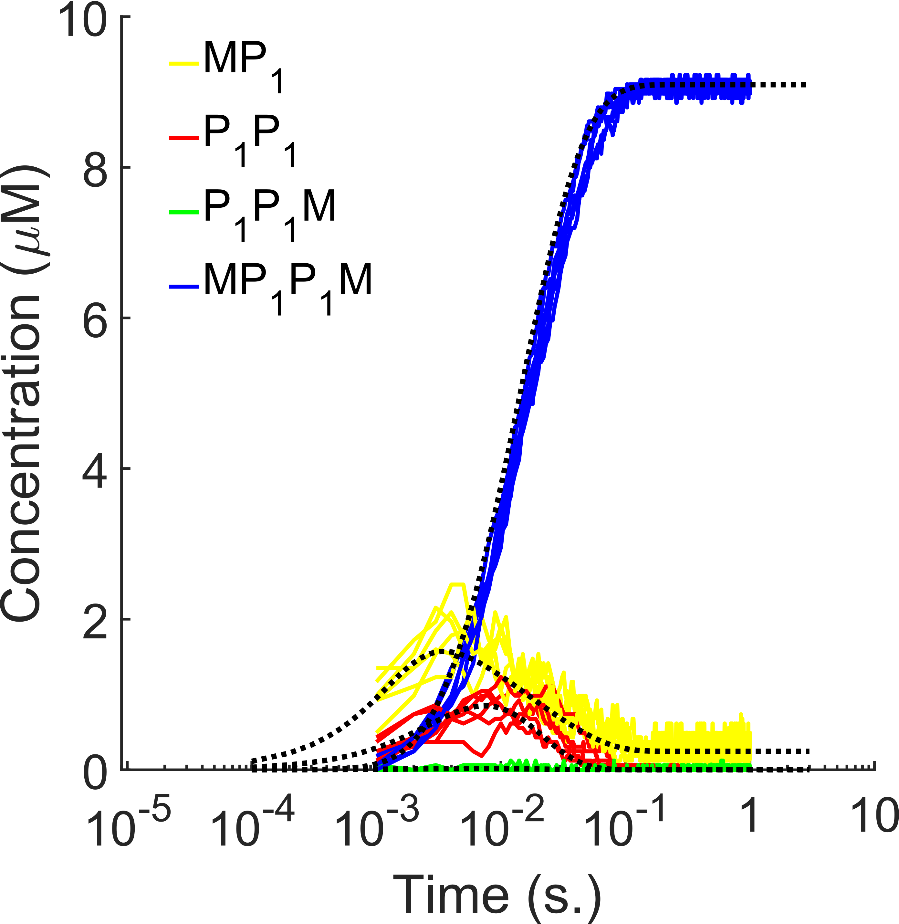 10
MP₁
P₁P₁
8
P₁P₁M
MP₁P₁M
6
4
2
0
Concentration (μM)
10⁻⁵ 10⁻⁴ 10⁻³ 10⁻² 10⁻¹ 1 10
Time (s.)